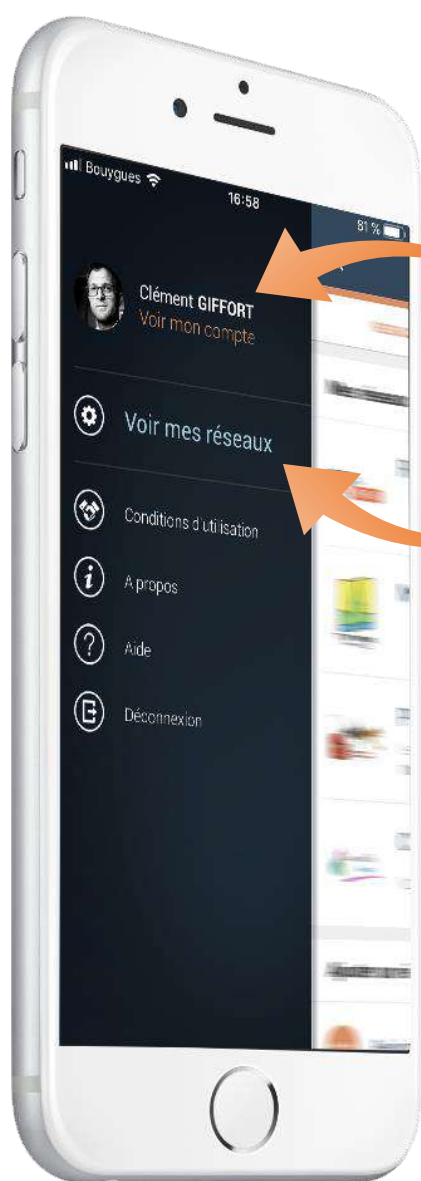 Bouygues
16:58
81 %
Clément GIFFORT
Voir mon compte
Voir mes réseaux
Conditions d'utilisation
A propos
Aide
Déconnexion